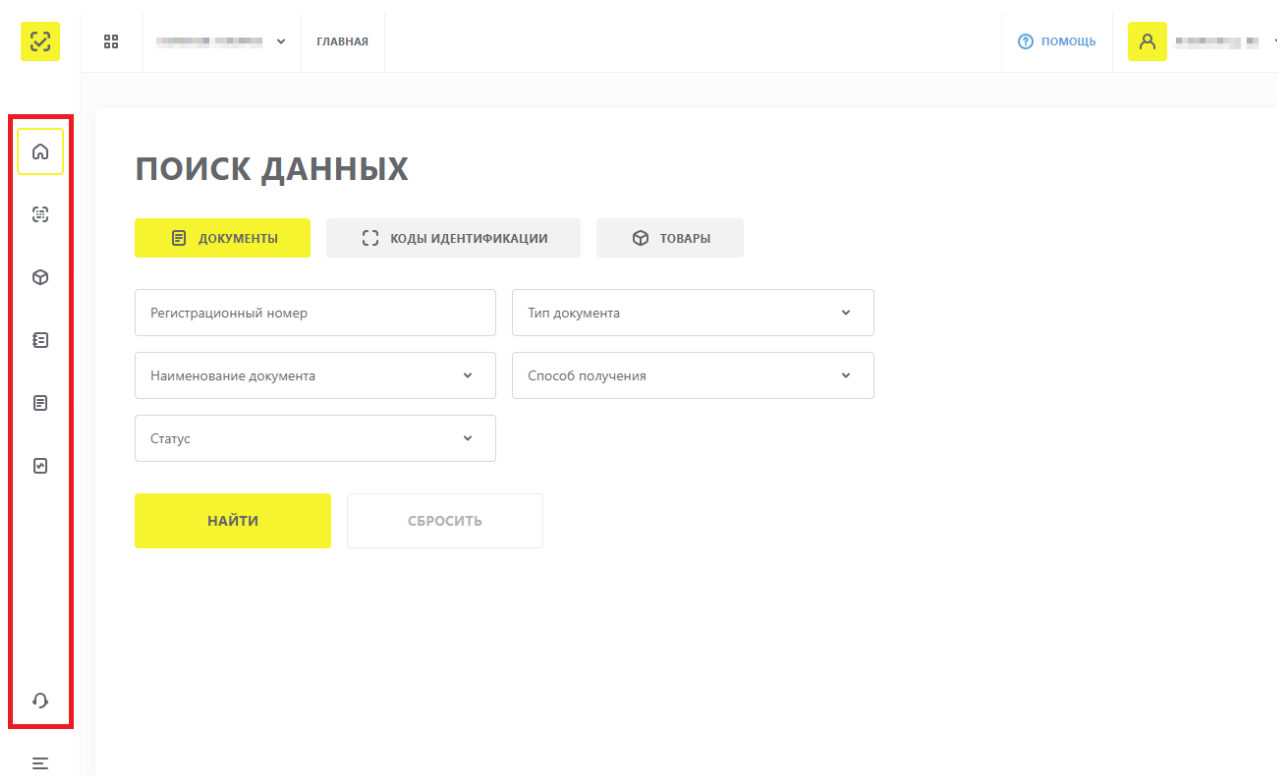 ГЛАВНАЯ
ПОМОЩЬ
ПОИСК ДАННЫХ
ДОКУМЕНТЫ
КОДЫ ИДЕНТИФИКАЦИИ
ТОВАРЫ
Регистрационный номер
Тип документа
Наименование документа
Способ получения
Статус
НАЙТИ
СБРОСИТЬ